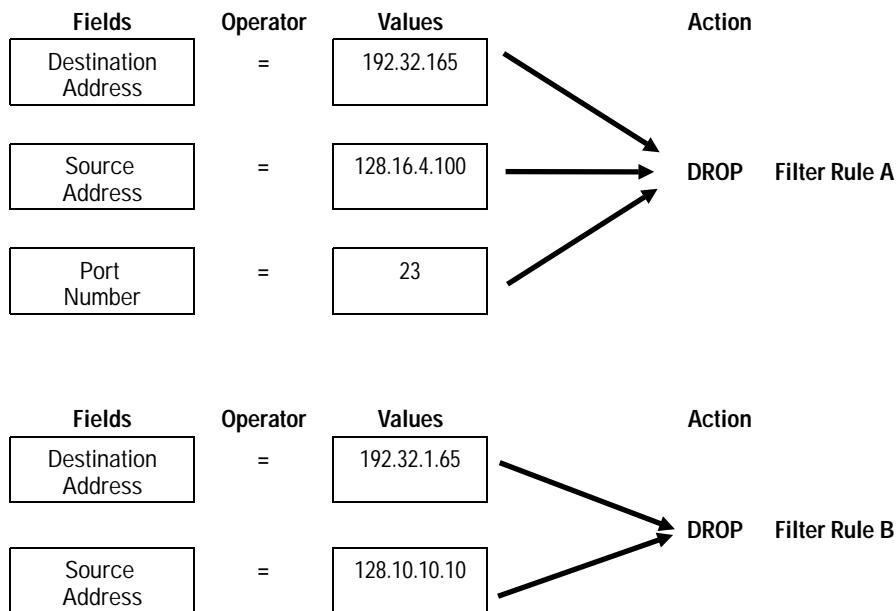 Fields Operator Values Action
Destination Address = 192.32.165
Source Address = 128.16.4.100 DROP Filter Rule A
Port Number = 23
Fields Operator Values Action
Destination Address = 192.32.1.65
DROP Filter Rule B
Source Address = 128.10.10.10